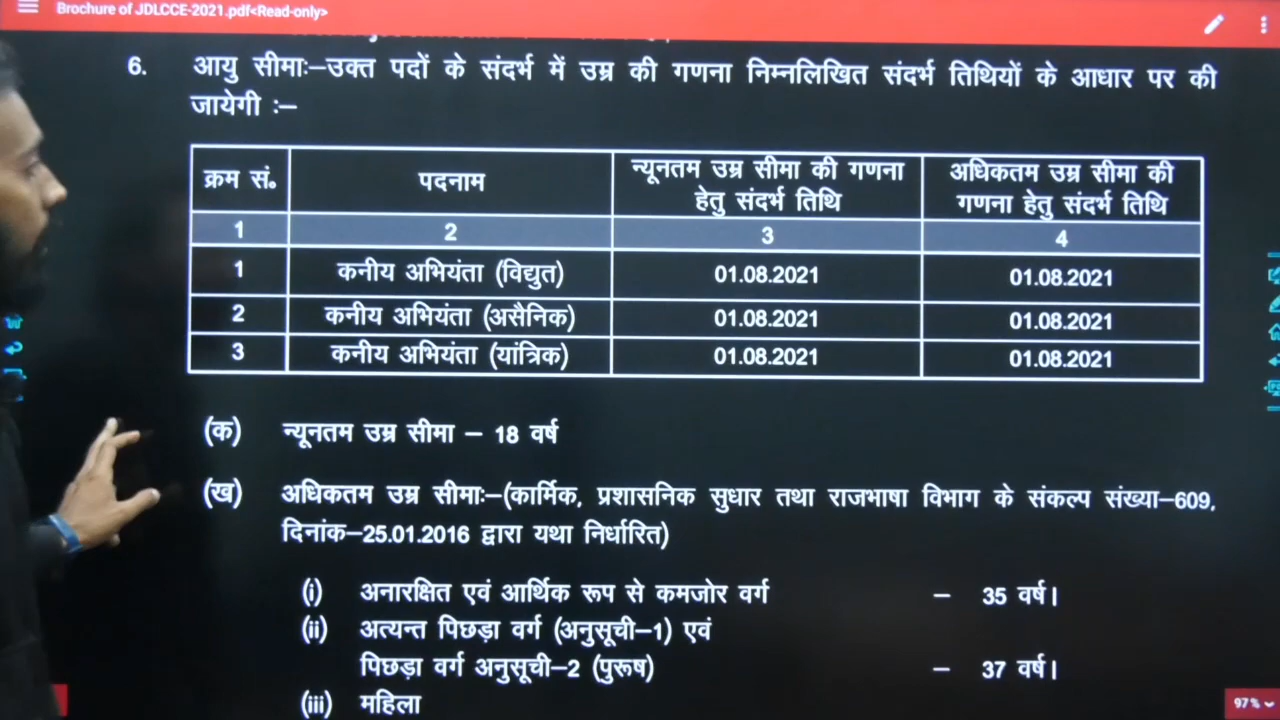 Brochure of JDLCCE-2021.pdf<Read-only>
6. आयु सीमाः–उक्त पदों के संदर्भ में उम्र की गणना निम्नलिखित संदर्भ तिथियों के आधार पर की
जायेगी :–
क्रम सं॰ पदनाम न्यूनतम उम्र सीमा की गणना हेतु संदर्भ तिथि अधिकतम उम्र सीमा की गणना हेतु संदर्भ तिथि
1 2 3 4
1 कनीय अभियंता (विद्युत) 01.08.2021 01.08.2021
2 कनीय अभियंता (असैनिक) 01.08.2021 01.08.2021
3 कनीय अभियंता (यांत्रिक) 01.08.2021 01.08.2021
(क) न्यूनतम उम्र सीमा – 18 वर्ष
(ख) अधिकतम उम्र सीमाः–(कार्मिक, प्रशासनिक सुधार तथा राजभाषा विभाग के संकल्प संख्या–609,
दिनांक–25.01.2016 द्वारा यथा निर्धारित)
(i) अनारक्षित एवं आर्थिक रूप से कमजोर वर्ग – 35 वर्ष।
(ii) अत्यन्त पिछड़ा वर्ग (अनुसूची–1) एवं
पिछड़ा वर्ग अनुसूची–2 (पुरूष) – 37 वर्ष।
(iii) महिला
97%